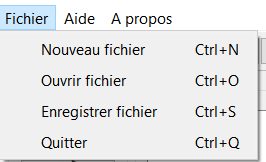 Fichier Aide A propos
Nouveau fichier Ctrl+N
Ouvrir fichier Ctrl+O
Enregistrer fichier Ctrl+S
Quitter Ctrl+Q